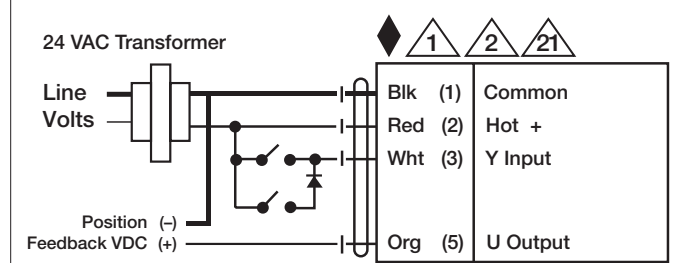 24 VAC Transformer
1 2 21
Line
Volts
Blk (1) Common
Red (2) Hot +
Wht (3) Y Input
Position (–)
Feedback VDC (+)
Org (5) U Output